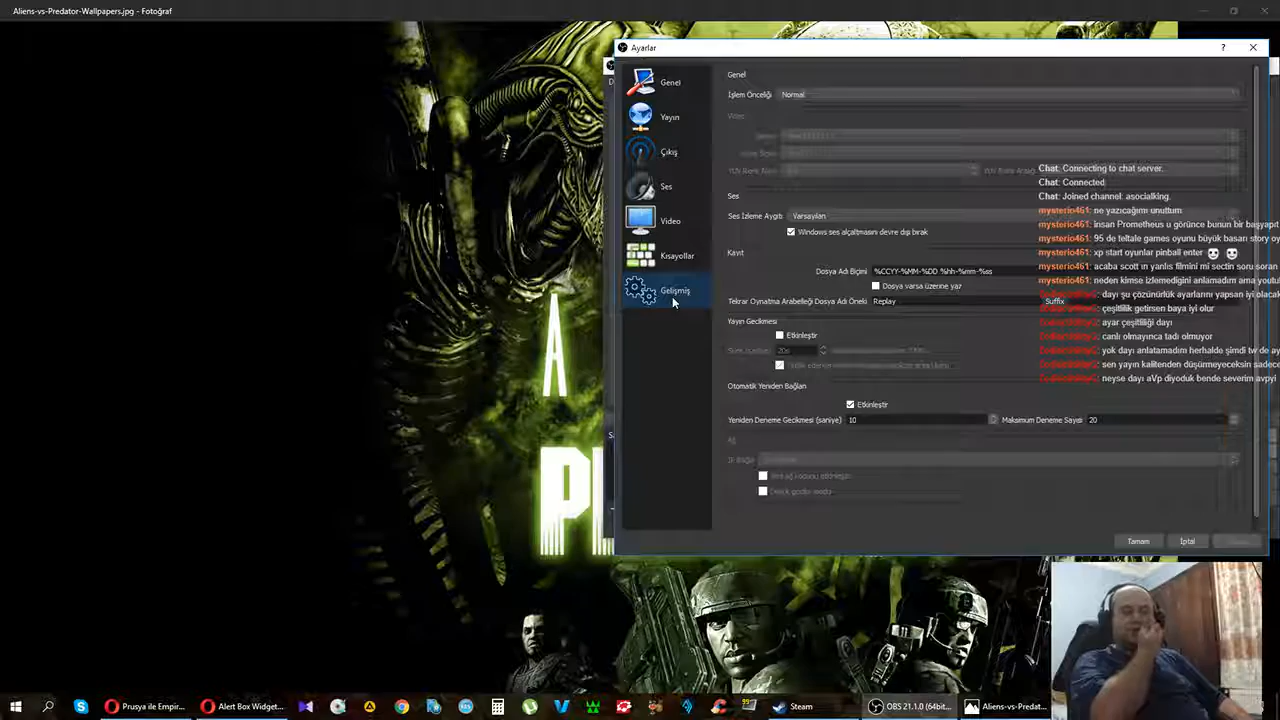 Aliens-vs-Predator-Wallpapers.jpg - Fotoğraf
Ayarlar
?
Genel
Yayın
Çıkış
Ses
Video
Kısayollar
Gelişmiş
Genel
İşlem Önceliği Normal
Video
Ses
Ses İzleme Aygıtı Varsayılan
Windows ses alçaltmasını devre dışı bırak
Kayıt
Dosya Adı Biçimi %CCYY-%MM-%DD %hh-%mm-%ss
Dosya varsa üzerine yaz
Tekrar Oynatma Arabelleği Dosya Adı Öneki Replay Suffix
Yayın Gecikmesi
Etkinleştir
Otomatik Yeniden Bağlan
Etkinleştir
Yeniden Deneme Gecikmesi (saniye) 10 Maksimum Deneme Sayısı 20
Ağ
Tamam
İptal
Chat: Connecting to chat server.
Chat: Connected
Chat: Joined channel: asocialking.
mysterio461: ne yazıcağımı unuttum
mysterio461: insan Prometheus u görünce bunun bir başyapıt
mysterio461: 95 de teltale games oyunu büyük basarı story oy
mysterio461: xp start oyunlar pinball enter
mysterio461: acaba scott ın yanlıs filmini mi sectin soru soran
mysterio461: neden kimse izlemedigini anlamadım ama youtu
dayı şu çözünürlük ayarlarını yapsan iyi olacak
çeşitlilik getirsen baya iyi olur
ayar çeşitliliği dayı
canlı olmayınca tadı olmuyor
yok dayı anlatamadım herhalde şimdi tw de ay
sen yayın kalitenden düşürmeyeceksin sadece
neyse dayı aVp diyoduk bende severim avpyi
A
P
Prusya ile Empir...
Alert Box Widget...
Steam
OBS 21.1.0 (64bit...
Aliens-vs-Predat...